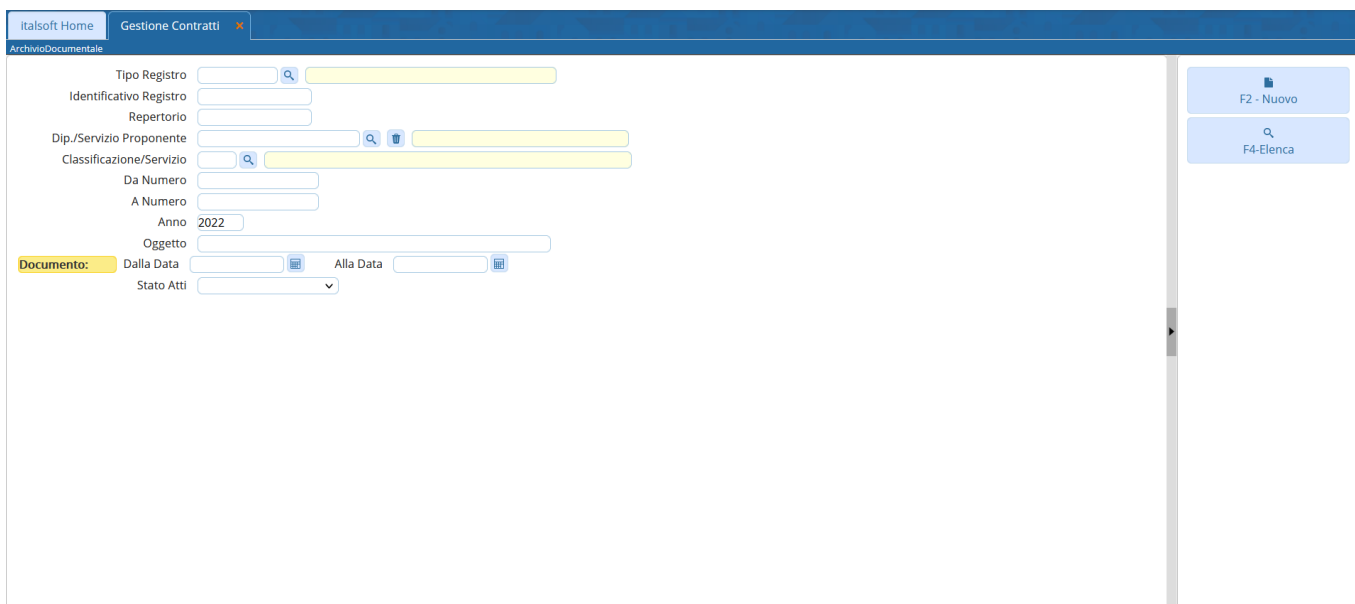 italsoft Home Gestione Contratti
ArchivioDocumentale
Tipo Registro
Identificativo Registro
Repertorio
Dip./Servizio Proponente
Classificazione/Servizio
Da Numero
A Numero
Anno 2022
Oggetto
Documento: Dalla Data Alla Data
Stato Atti
F2 - Nuovo
F4-Elenca